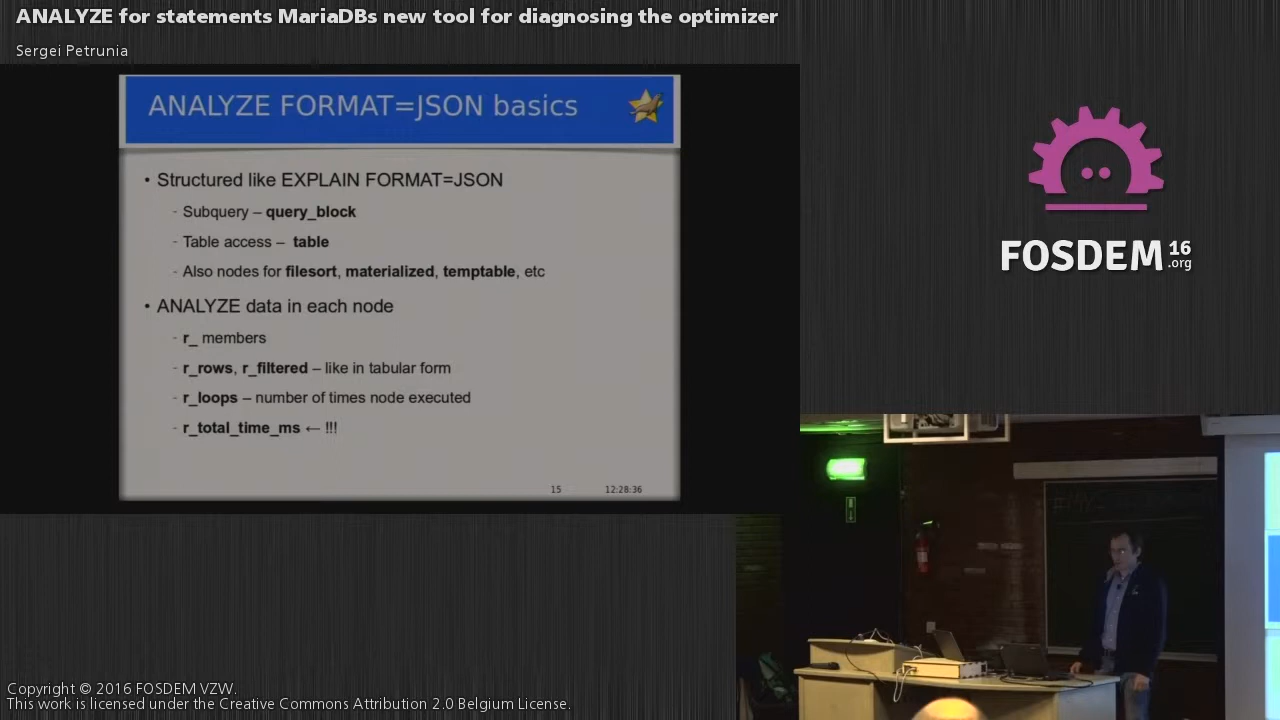 ANALYZE for statements MariaDBs new tool for diagnosing the optimizer
Sergei Petrunia
ANALYZE FORMAT=JSON basics
• Structured like EXPLAIN FORMAT=JSON
- Subquery – query_block
- Table access – table
- Also nodes for filesort, materialized, temptable, etc
• ANALYZE data in each node
- r_ members
- r_rows, r_filtered – like in tabular form
- r_loops – number of times node executed
- r_total_time_ms ← !!!
15 12:28:36
FOSDEM 16 .org
Copyright © 2016 FOSDEM VZW.
This work is licensed under the Creative Commons Attribution 2.0 Belgium License.